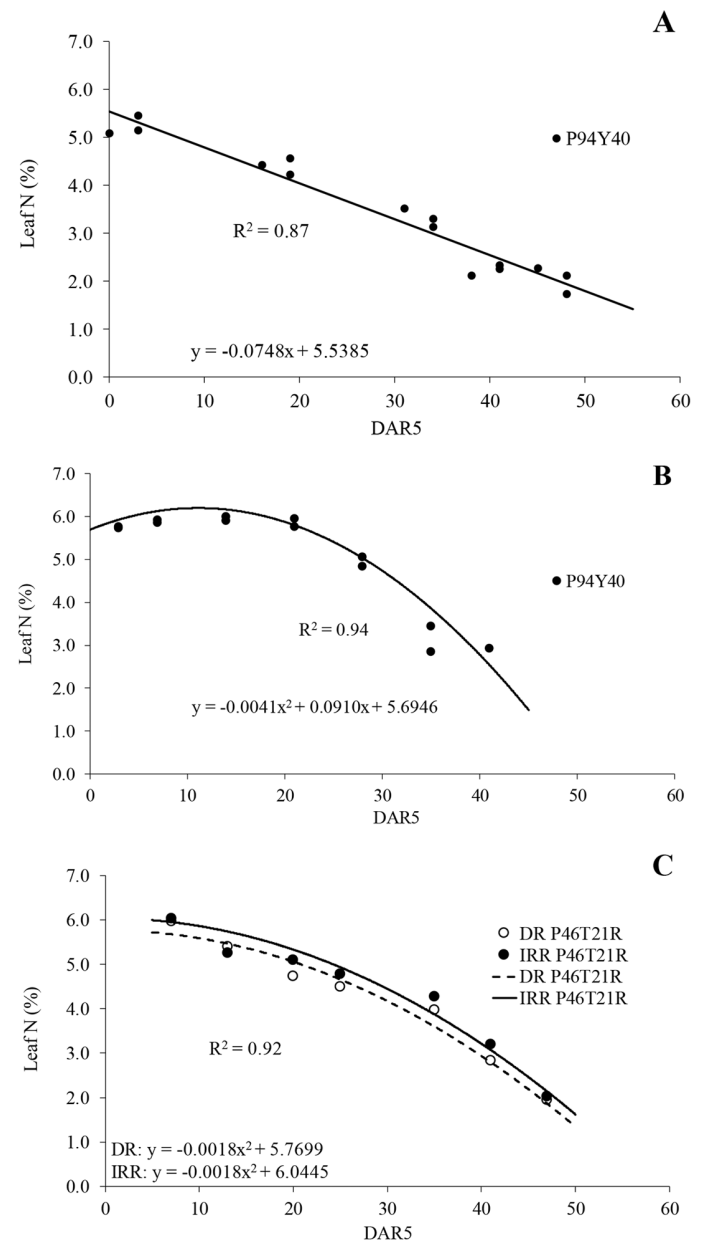 A
7.0
6.0
5.0
4.0
3.0
2.0
1.0
0.0
Leaf N (%)
P94Y40
R² = 0.87
y = -0.0748x + 5.5385
0 10 20 30 40 50 60
DAR5
B
7.0
6.0
5.0
4.0
3.0
2.0
1.0
0.0
Leaf N (%)
P94Y40
R² = 0.94
y = -0.0041x² + 0.0910x + 5.6946
0 10 20 30 40 50 60
DAR5
C
7.0
6.0
5.0
4.0
3.0
2.0
1.0
0.0
Leaf N (%)
DR P46T21R
IRR P46T21R
DR P46T21R
IRR P46T21R
R² = 0.92
DR: y = -0.0018x² + 5.7699
IRR: y = -0.0018x² + 6.0445
0 10 20 30 40 50 60
DAR5